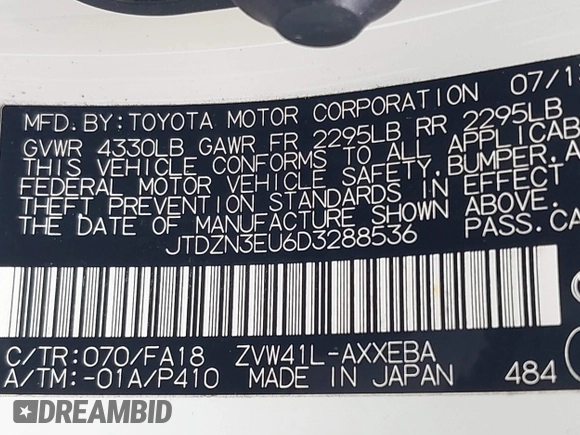 MFD. BY: TOYOTA MOTOR CORPORATION 07/1
GVWR 4330LB GAWR FR 2295LB RR 2295LB
THIS VEHICLE CONFORMS TO ALL APPLICAB
FEDERAL MOTOR VEHICLE SAFETY, BUMPER, A
THEFT PREVENTION STANDARDS IN EFFECT
THE DATE OF MANUFACTURE SHOWN ABOVE.
JTDZN3EU6D3288536 PASS. CA
C/TR: 070/FA18 ZVW41L-AXXEBA
A/TM: -01A/P410 MADE IN JAPAN 484
DREAMBID